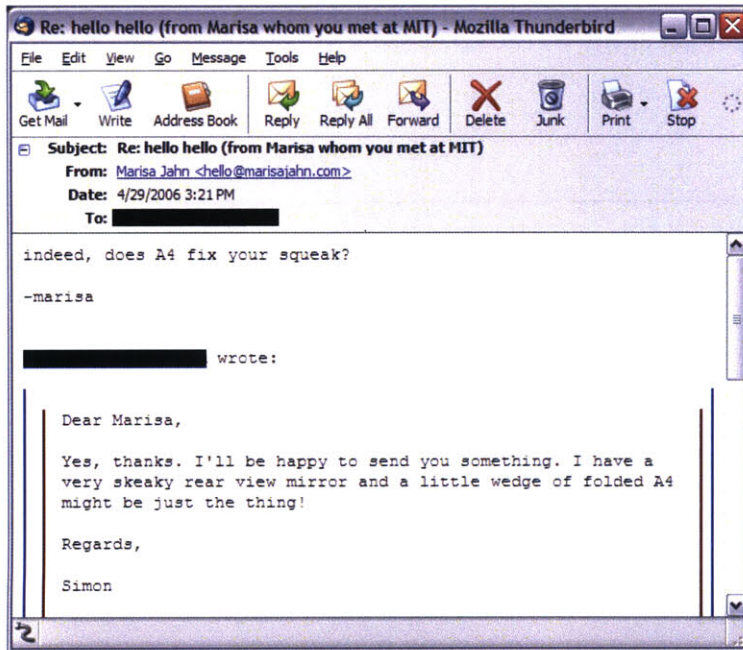 Re: hello hello (from Marisa whom you met at MIT) - Mozilla Thunderbird
File Edit View Go Message Tools Help
Get Mail Write Address Book Reply Reply All Forward Delete Junk Print Stop
Subject: Re: hello hello (from Marisa whom you met at MIT)
From: Marisa Jahn <hello@marisajahn.com>
Date: 4/29/2006 3:21 PM
To:
indeed, does A4 fix your squeak?
-marisa
wrote:
Dear Marisa,
Yes, thanks. I'll be happy to send you something. I have a
very skeaky rear view mirror and a little wedge of folded A4
might be just the thing!
Regards,
Simon